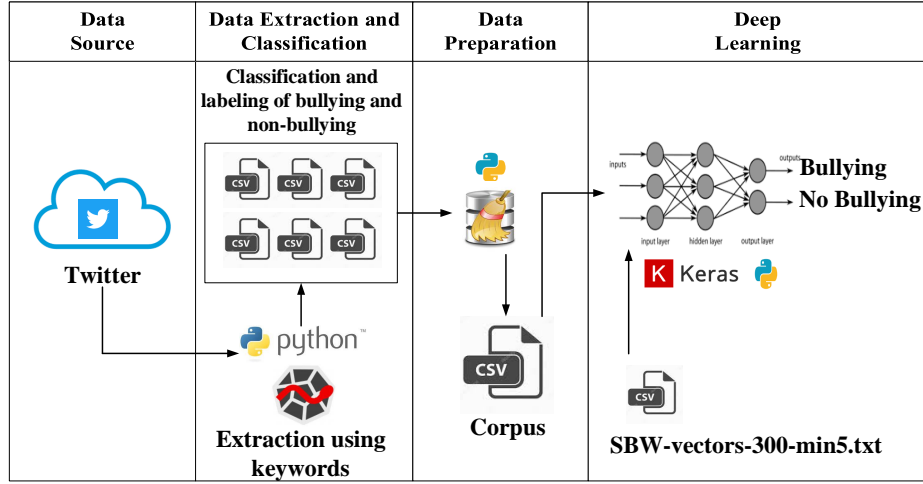 Data
Source
Data Extraction and
Classification
Data
Preparation
Deep
Learning
Classification and
labeling of bullying and
non-bullying
CSV CSV CSV
CSV CSV CSV
Twitter
python™
Extraction using
keywords
CSV
Corpus
inputs
outputs
Bullying
No Bullying
input layer hidden layer output layer
K Keras
CSV
SBW-vectors-300-min5.txt